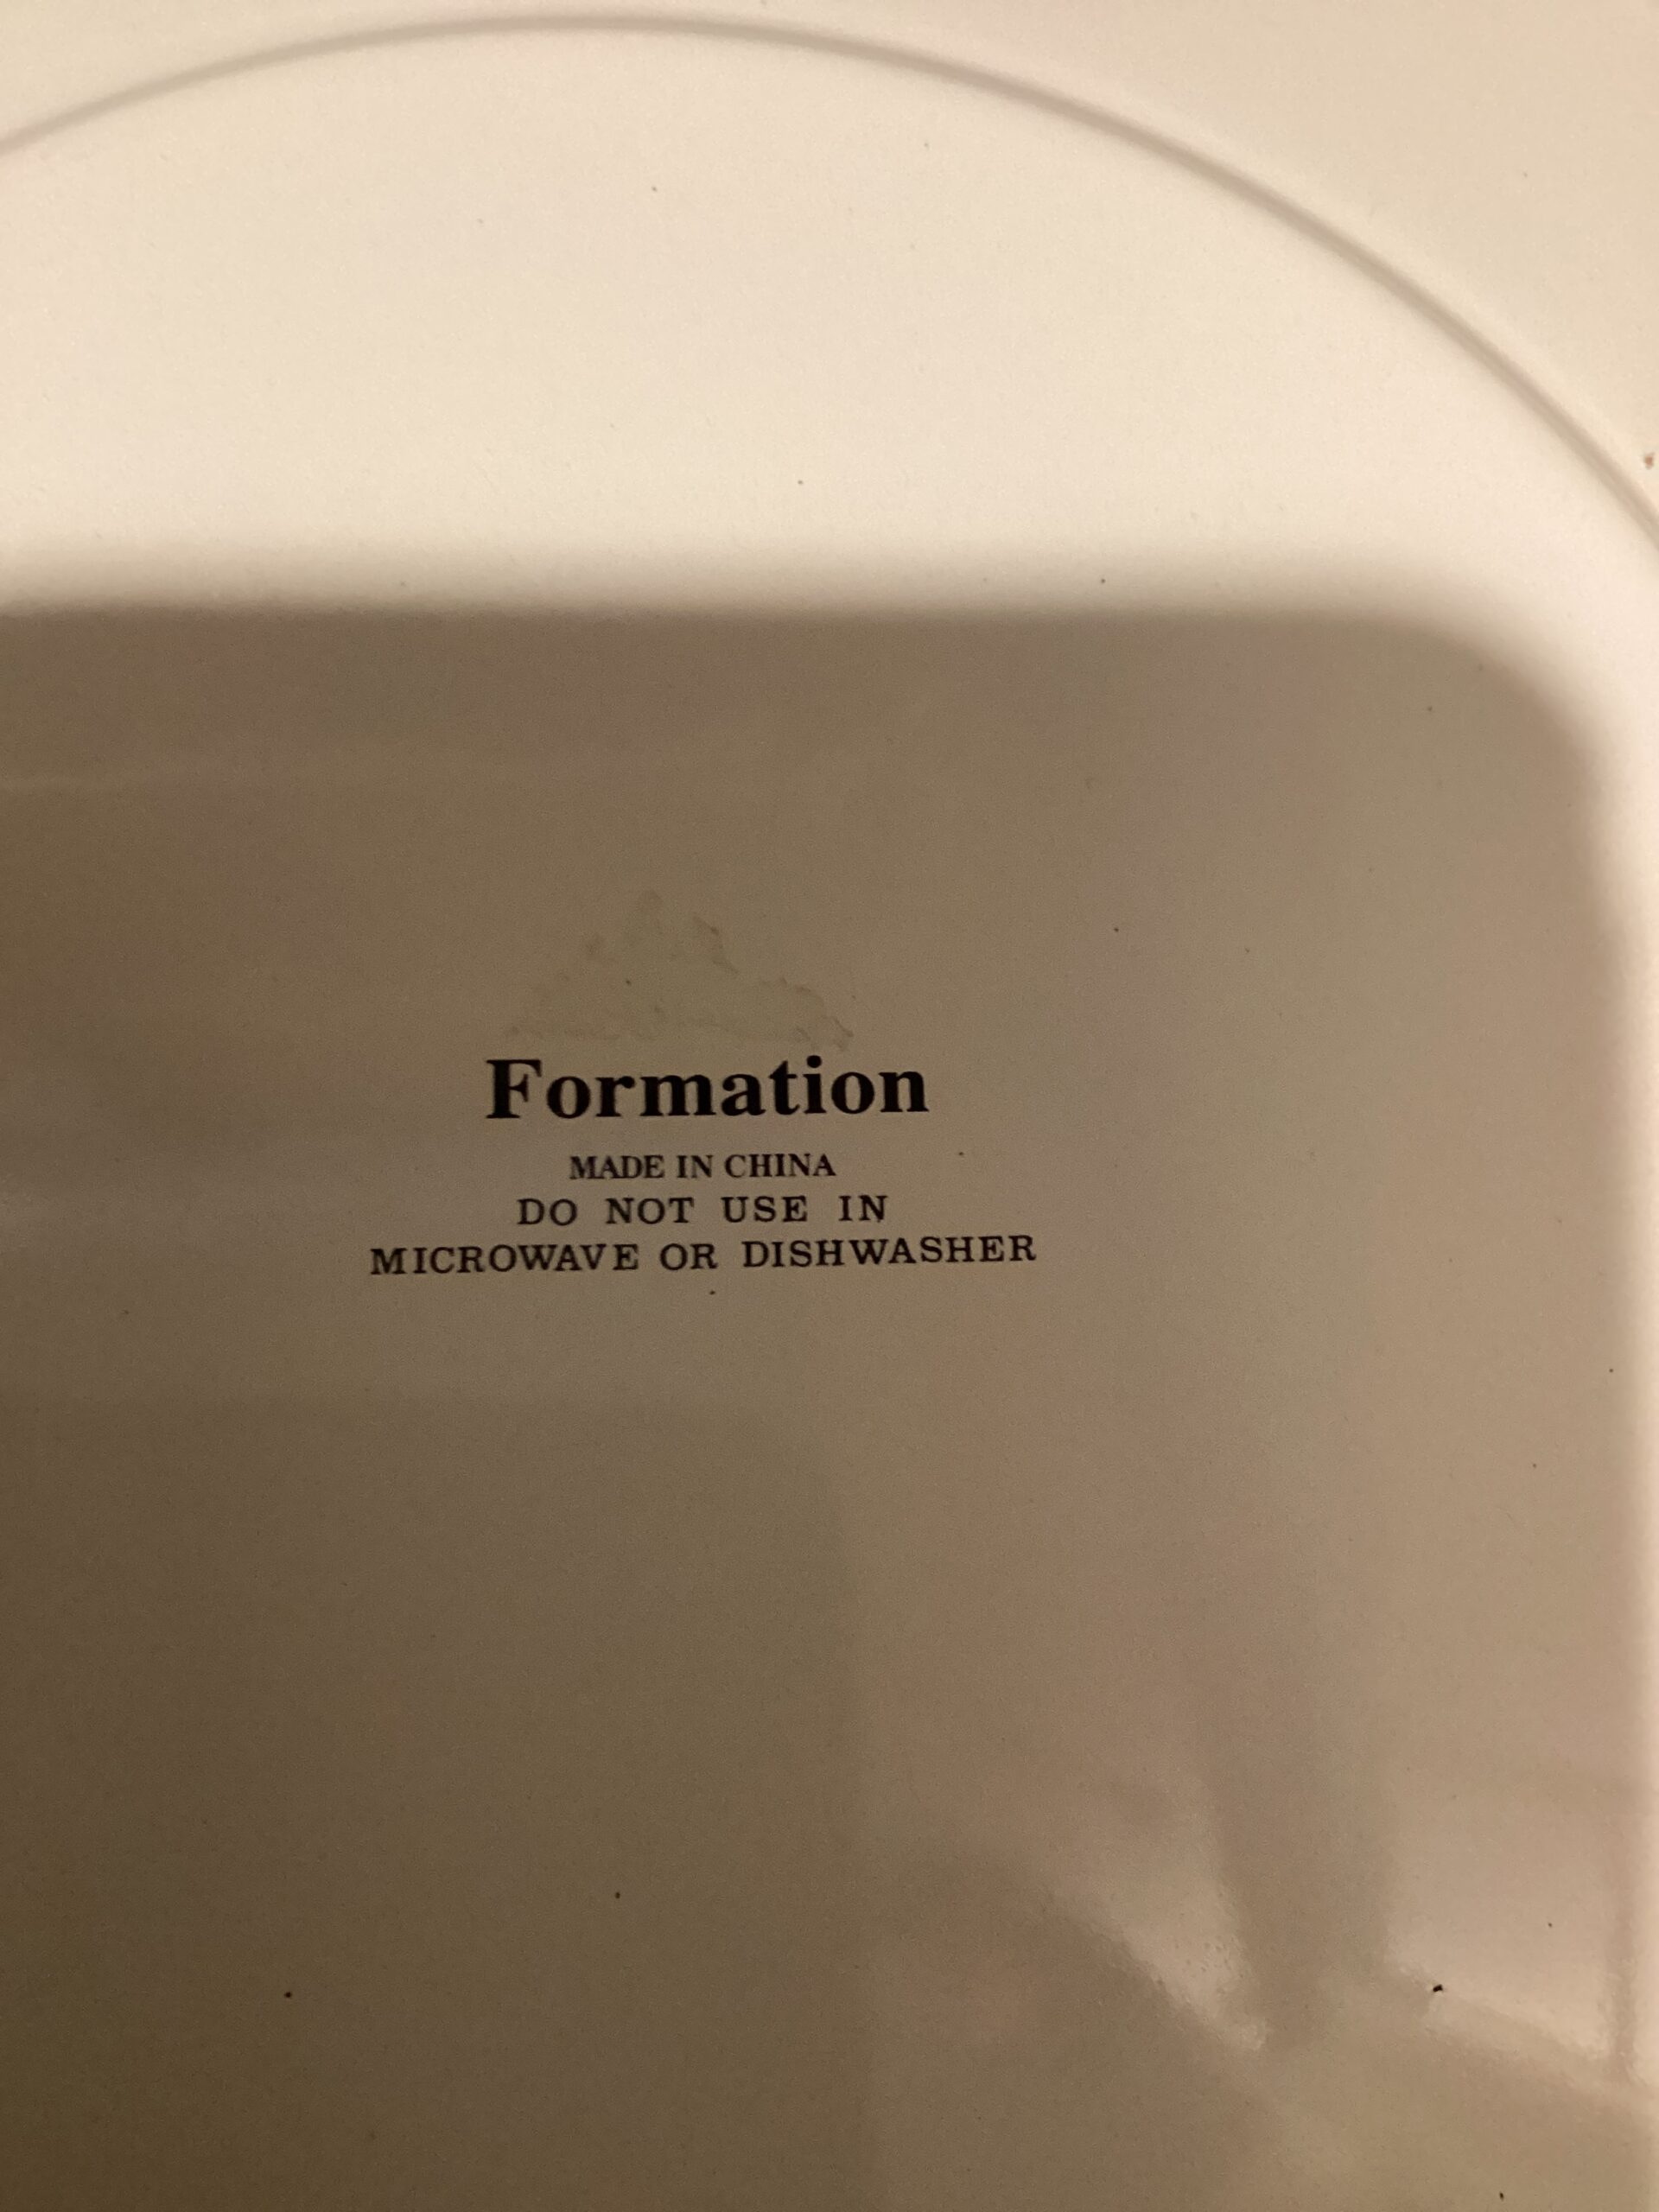 Formation
MADE IN CHINA
DO NOT USE IN
MICROWAVE OR DISHWASHER